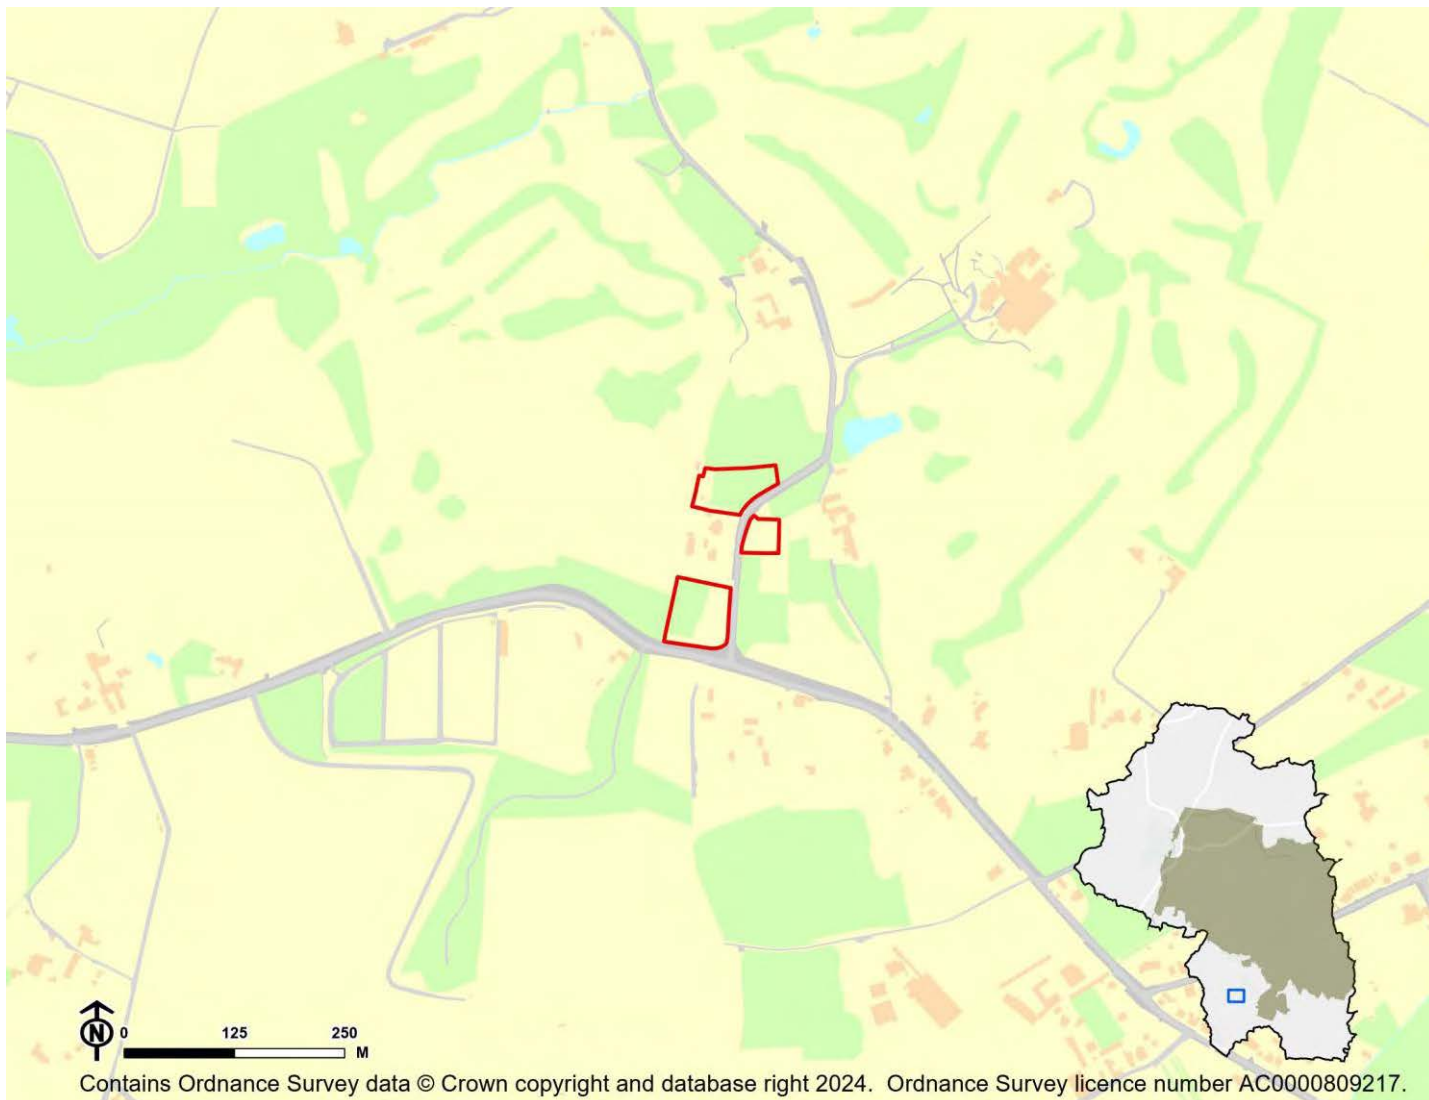 N
0 125 250
M
Contains Ordnance Survey data © Crown copyright and database right 2024. Ordnance Survey licence number AC0000809217.